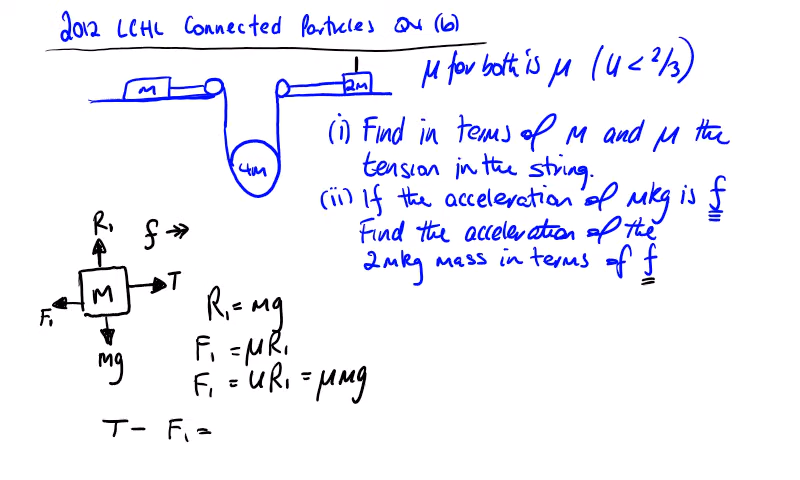 2012 LCHL Connected Particles Qu (b)
M 2M μ for both is μ (U < 2/3)
4M
(i) Find in terms of M and μ the
tension in the string.
(ii) If the acceleration of mkg is f
Find the acceleration of the
2mkg mass in terms of f
R₁ f
M T
F₁
mg
R₁ = mg
F₁ = μR₁
F₁ = UR₁ = μmg
T - F₁ =